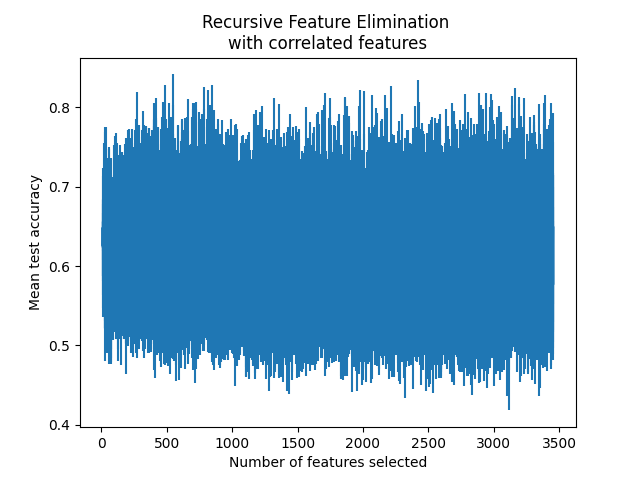 Recursive Feature Elimination
with correlated features
Mean test accuracy
0.8
0.7
0.6
0.5
0.4
0 500 1000 1500 2000 2500 3000 3500
Number of features selected